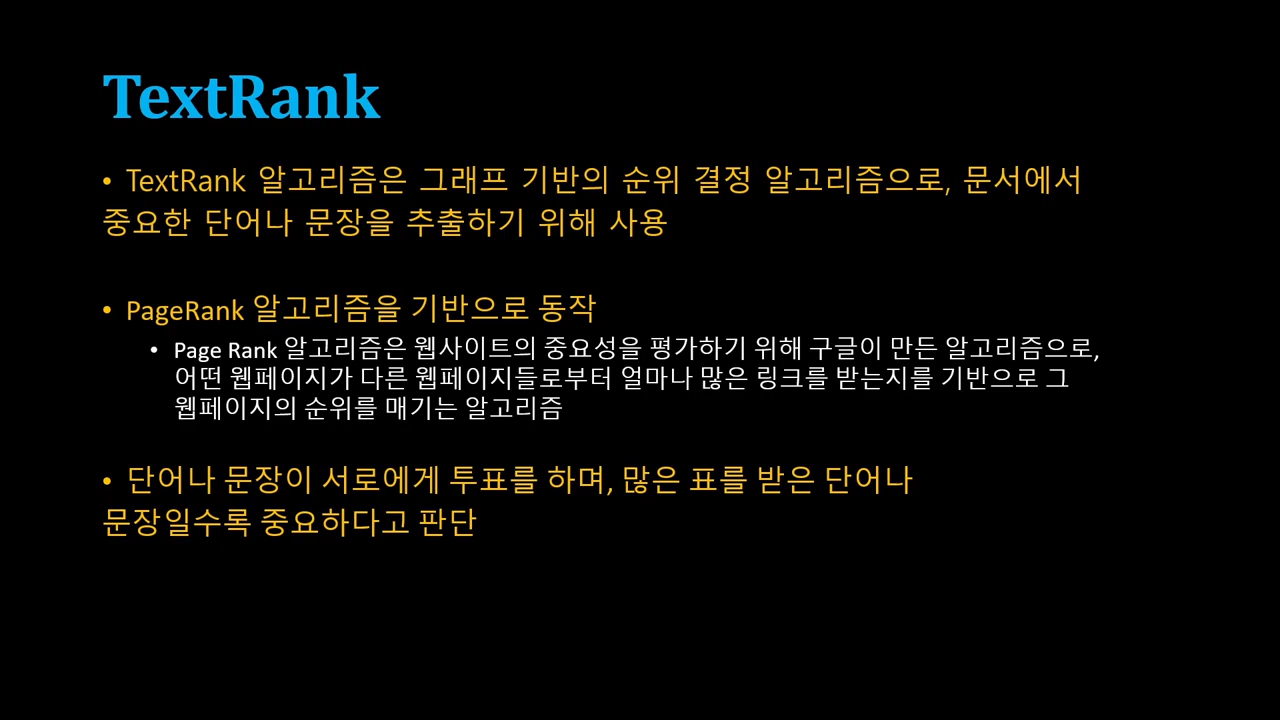 TextRank
• TextRank 알고리즘은 그래프 기반의 순위 결정 알고리즘으로, 문서에서
중요한 단어나 문장을 추출하기 위해 사용
• PageRank 알고리즘을 기반으로 동작
• Page Rank 알고리즘은 웹사이트의 중요성을 평가하기 위해 구글이 만든 알고리즘으로,
어떤 웹페이지가 다른 웹페이지들로부터 얼마나 많은 링크를 받는지를 기반으로 그
웹페이지의 순위를 매기는 알고리즘
• 단어나 문장이 서로에게 투표를 하며, 많은 표를 받은 단어나
문장일수록 중요하다고 판단